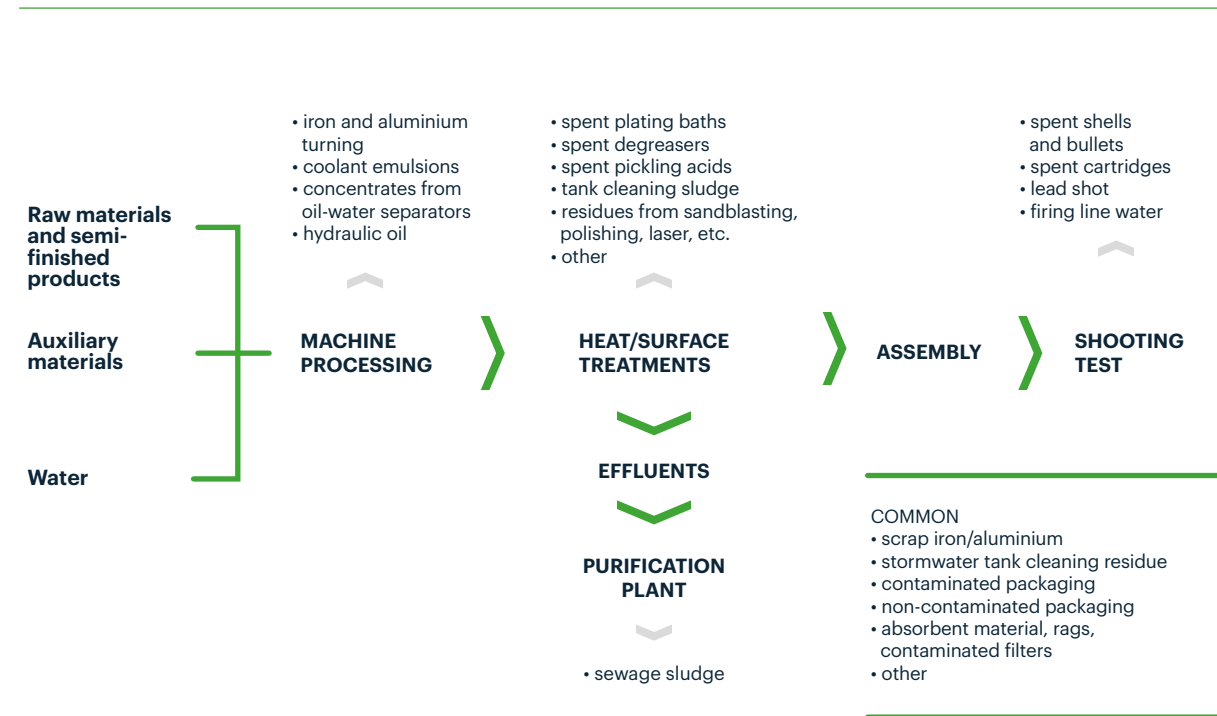 • iron and aluminium
turning
• coolant emulsions
• concentrates from
oil-water separators
• hydraulic oil
• spent plating baths
• spent degreasers
• spent pickling acids
• tank cleaning sludge
• residues from sandblasting,
polishing, laser, etc.
• other
• spent shells
and bullets
• spent cartridges
• lead shot
• firing line water
Raw materials
and semi-
finished
products
Auxiliary
materials
Water
MACHINE
PROCESSING
HEAT/SURFACE
TREATMENTS
ASSEMBLY
SHOOTING
TEST
EFFLUENTS
PURIFICATION
PLANT
• sewage sludge
COMMON
• scrap iron/aluminium
• stormwater tank cleaning residue
• contaminated packaging
• non-contaminated packaging
• absorbent material, rags,
contaminated filters
• other